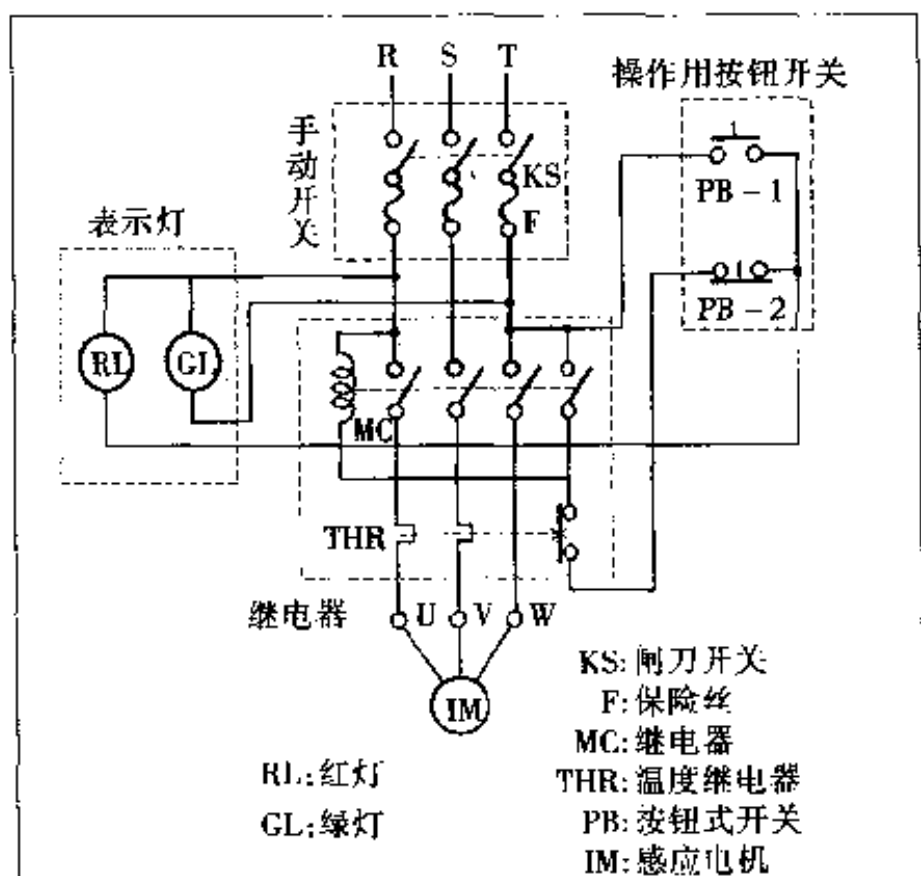 R S T
操作用按钮开关
手动开关
KS
F
PB-1
表示灯
PB-2
RL
GL
MC
THR
继电器
U V W
IM
KS:闸刀开关
F:保险丝
MC:继电器
RL:红灯
THR:温度继电器
GL:绿灯
PB:按钮式开关
IM:感应电机